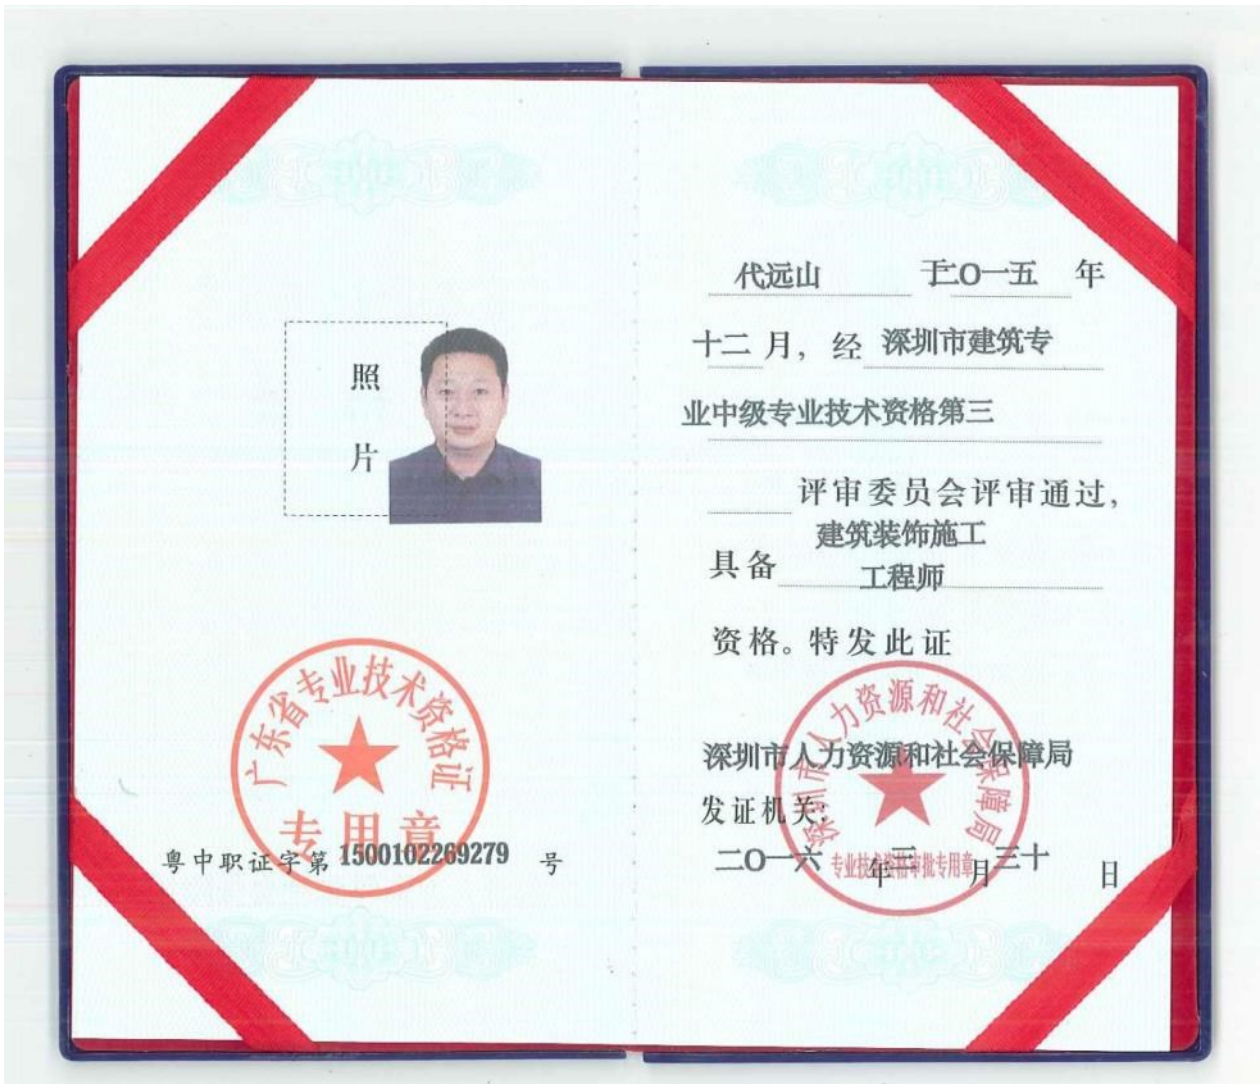 照
片
广东省专业技术资格证
专用章
粤中职证字第 1500102269279 号
代远山 于二〇一五 年
十二月，经 深圳市建筑专
业中级专业技术资格第三
评审委员会评审通过，
建筑装饰施工
具备 工程师
资格。特发此证
深圳市人力资源和社会保障局
深圳市人力资源和社会保障局
发证机关：
二〇一六 年 三 月 三十 日
专业技术资格审批专用章